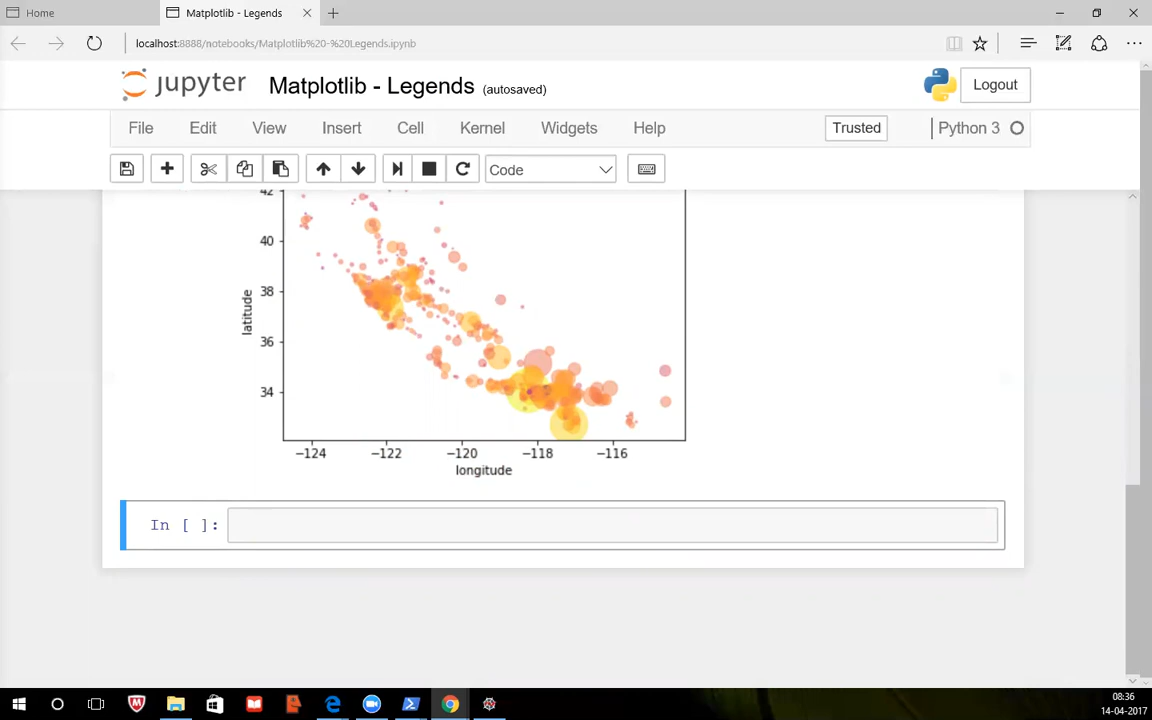 Home
Matplotlib - Legends
localhost:8888/notebooks/Matplotlib%20-%20Legends.ipynb
jupyter Matplotlib - Legends (autosaved)
Logout
File Edit View Insert Cell Kernel Widgets Help
Trusted
Python 3
Code
42
40
38
36
34
latitude
−124 −122 −120 −118 −116
longitude
In [ ]:
08:36
14-04-2017